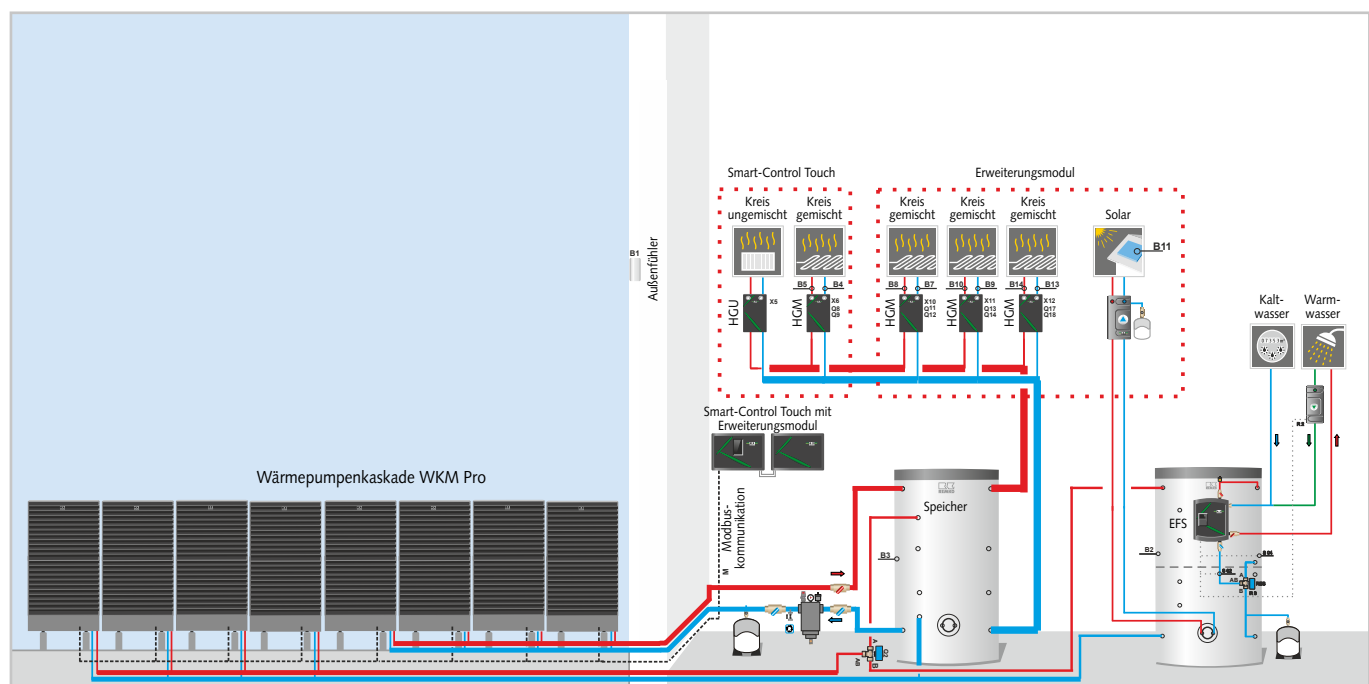 Smart-Control Touch
Erweiterungsmodul
Kreis
ungemischt
Kreis
gemischt
Kreis
gemischt
Kreis
gemischt
Kreis
gemischt
Solar
B11
B1
Außenfühler
B5
B4
B8
B7
B10
B9
B14
B13
HGU
X5
HGM
X6
Q8
Q9
HGM
X10
Q11
Q12
HGM
X11
Q13
Q14
HGM
X12
Q17
Q18
Kalt-
wasser
Warm-
wasser
Smart-Control Touch mit
Erweiterungsmodul
Wärmepumpenkaskade WKM Pro
M
Modbus-
kommunikation
Speicher
EFS
B3
B2
A
AB
B
Q2
A
AB
B